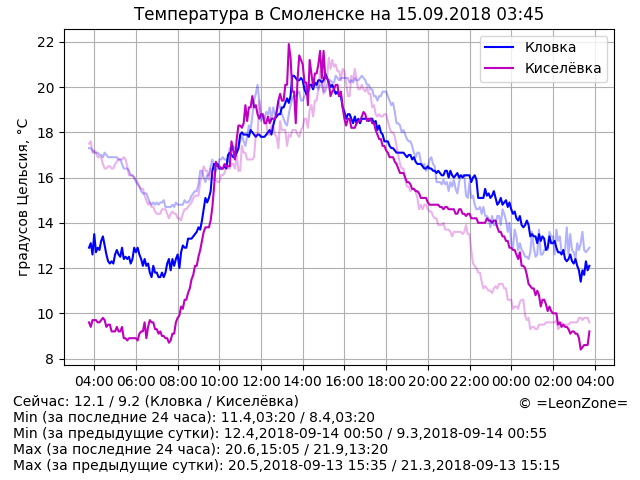 Температура в Смоленске на 15.09.2018 03:45
градусов Цельсия, °C
22
20
18
16
14
12
10
8
Кловка
Киселёвка
04:00 06:00 08:00 10:00 12:00 14:00 16:00 18:00 20:00 22:00 00:00 02:00 04:00
Сейчас: 12.1 / 9.2 (Кловка / Киселёвка)
© =LeonZone=
Min (за последние 24 часа): 11.4,03:20 / 8.4,03:20
Min (за предыдущие сутки): 12.4,2018-09-14 00:50 / 9.3,2018-09-14 00:55
Max (за последние 24 часа): 20.6,15:05 / 21.9,13:20
Max (за предыдущие сутки): 20.5,2018-09-13 15:35 / 21.3,2018-09-13 15:15